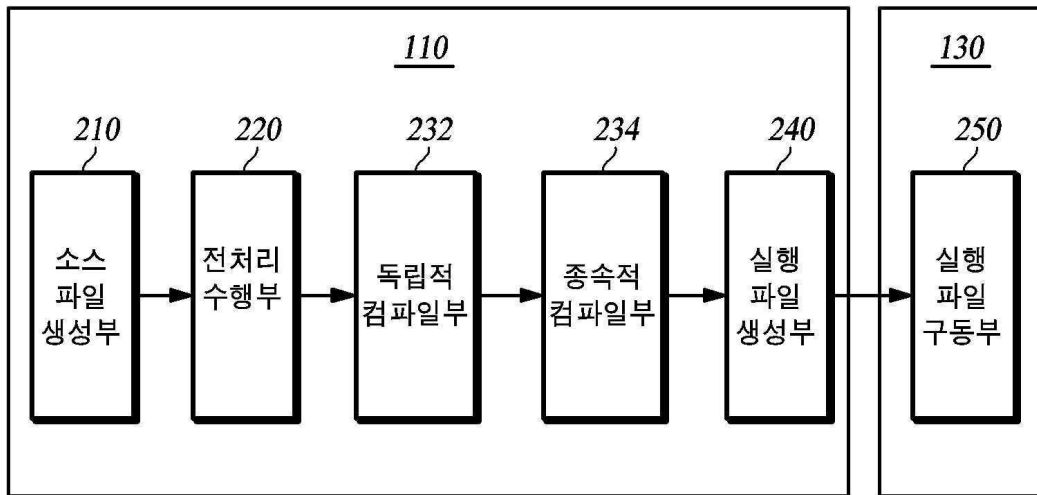 110
130
210
220
232
234
240
250
소스
파일
생성부
전처리
수행부
독립적
컴파일부
종속적
컴파일부
실행
파일
생성부
실행
파일
구동부